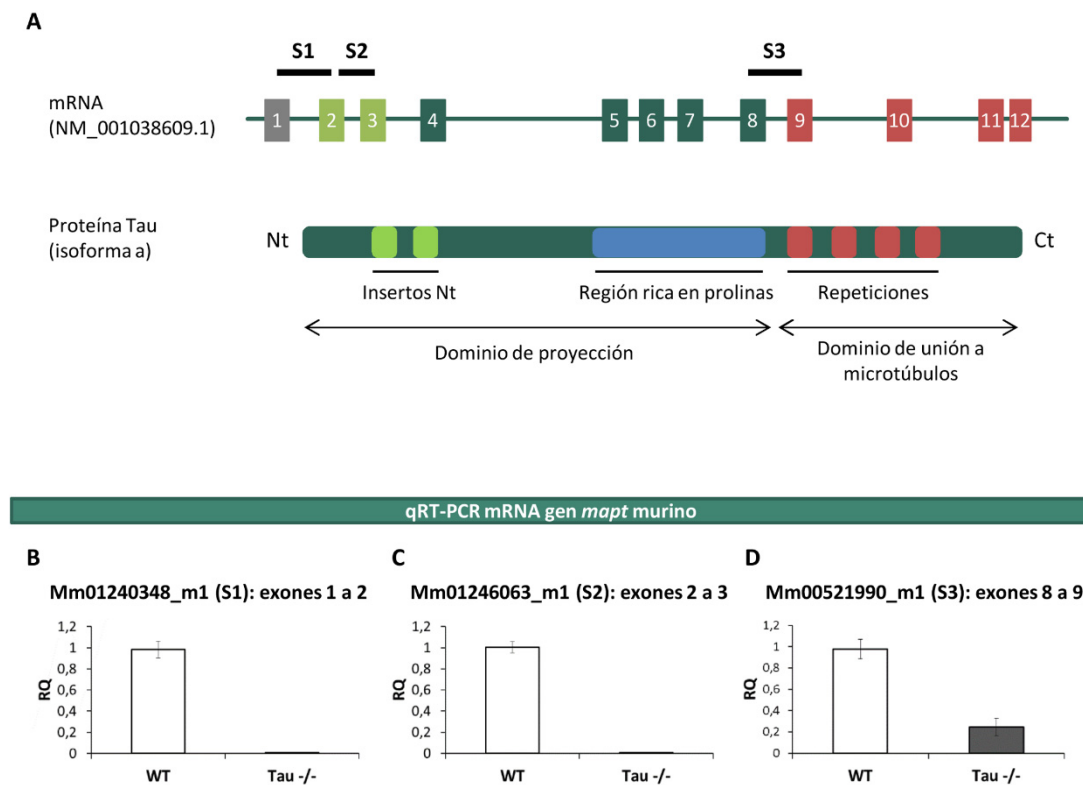 A
S1 S2 S3
mRNA
(NM_001038609.1)
1 2 3 4 5 6 7 8 9 10 11 12
Proteína Tau
(isoforma a)
Nt Ct
Insertos Nt Región rica en prolinas Repeticiones
Dominio de proyección Dominio de unión a
microtúbulos
qRT-PCR mRNA gen mapt murino
B
Mm01240348_m1 (S1): exones 1 a 2
RQ
1,2
1
0,8
0,6
0,4
0,2
0
WT Tau -/-
C
Mm01246063_m1 (S2): exones 2 a 3
RQ
1,2
1
0,8
0,6
0,4
0,2
0
WT Tau -/-
D
Mm00521990_m1 (S3): exones 8 a 9
RQ
1,2
1
0,8
0,6
0,4
0,2
0
WT Tau -/-